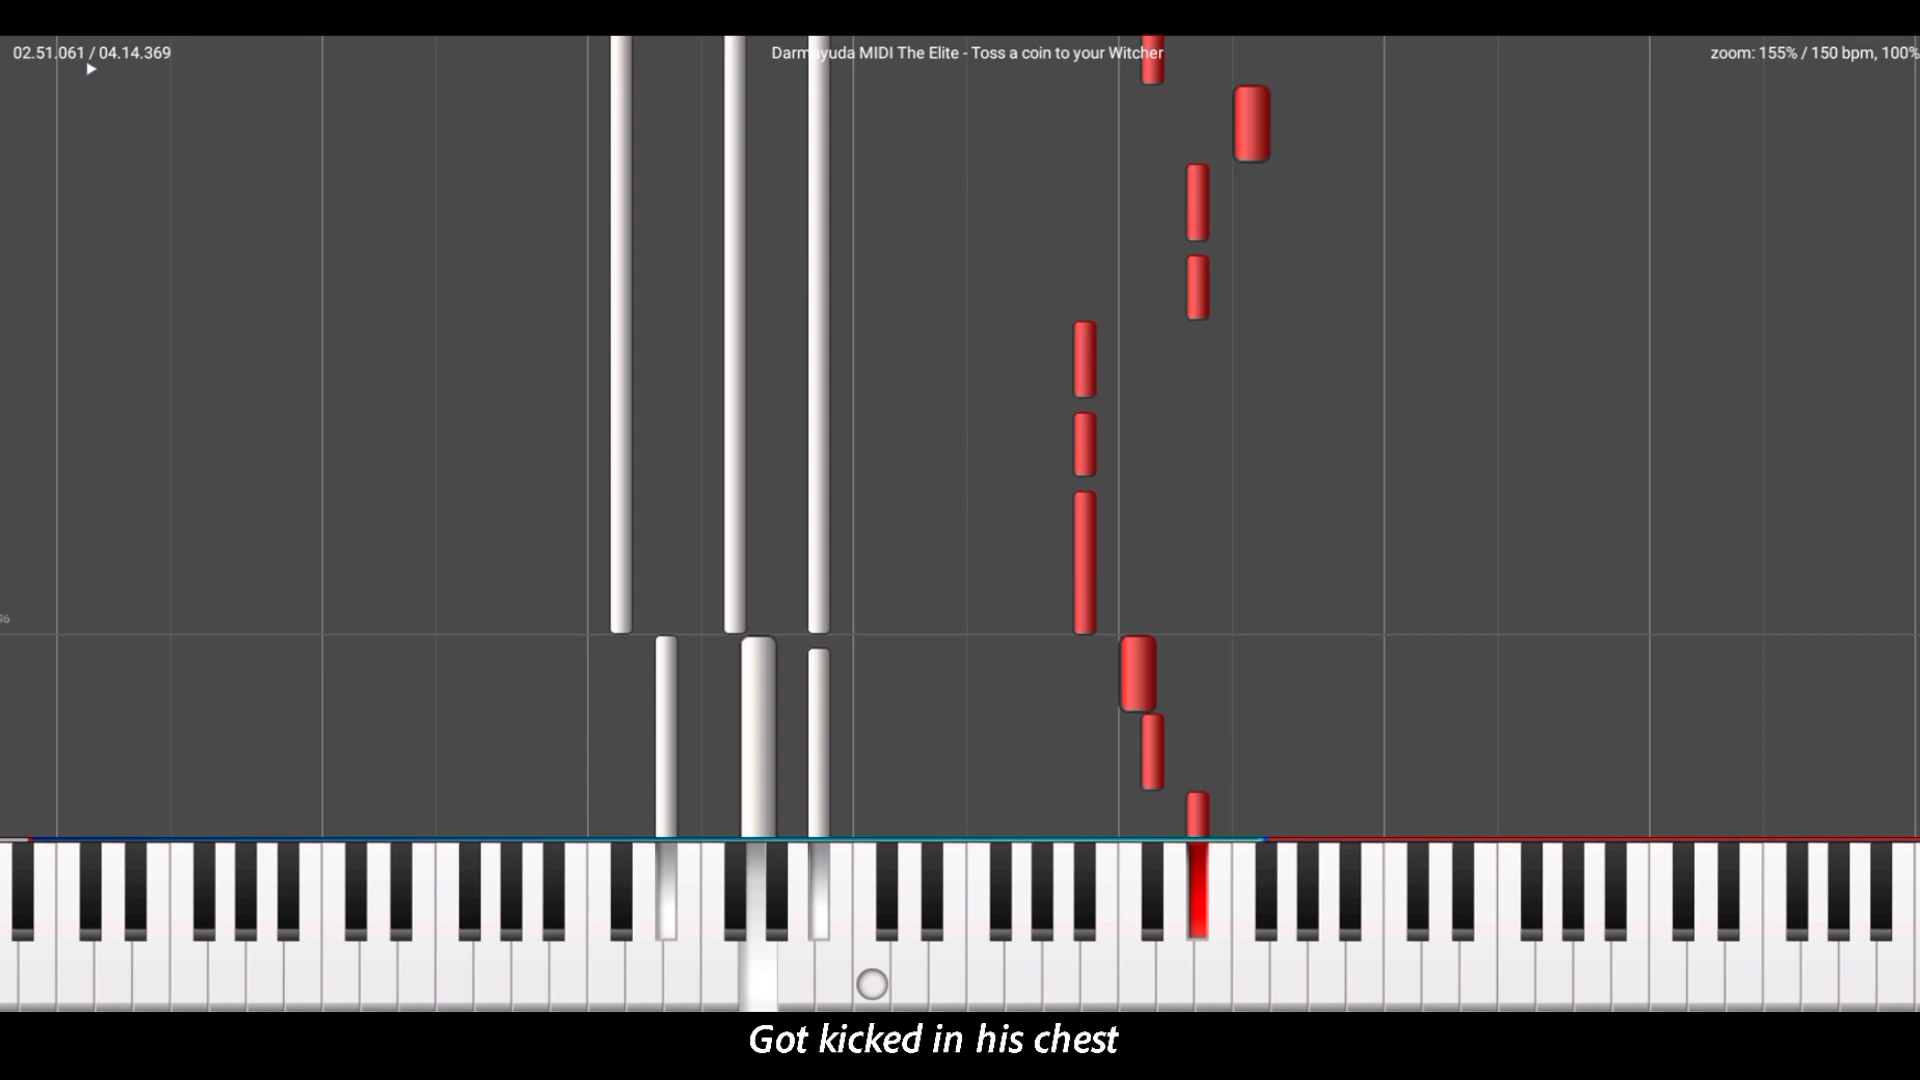 02.51.061 / 04.14.369
Darmayuda MIDI The Elite - Toss a coin to your Witcher
zoom: 155% / 150 bpm, 100%
Got kicked in his chest